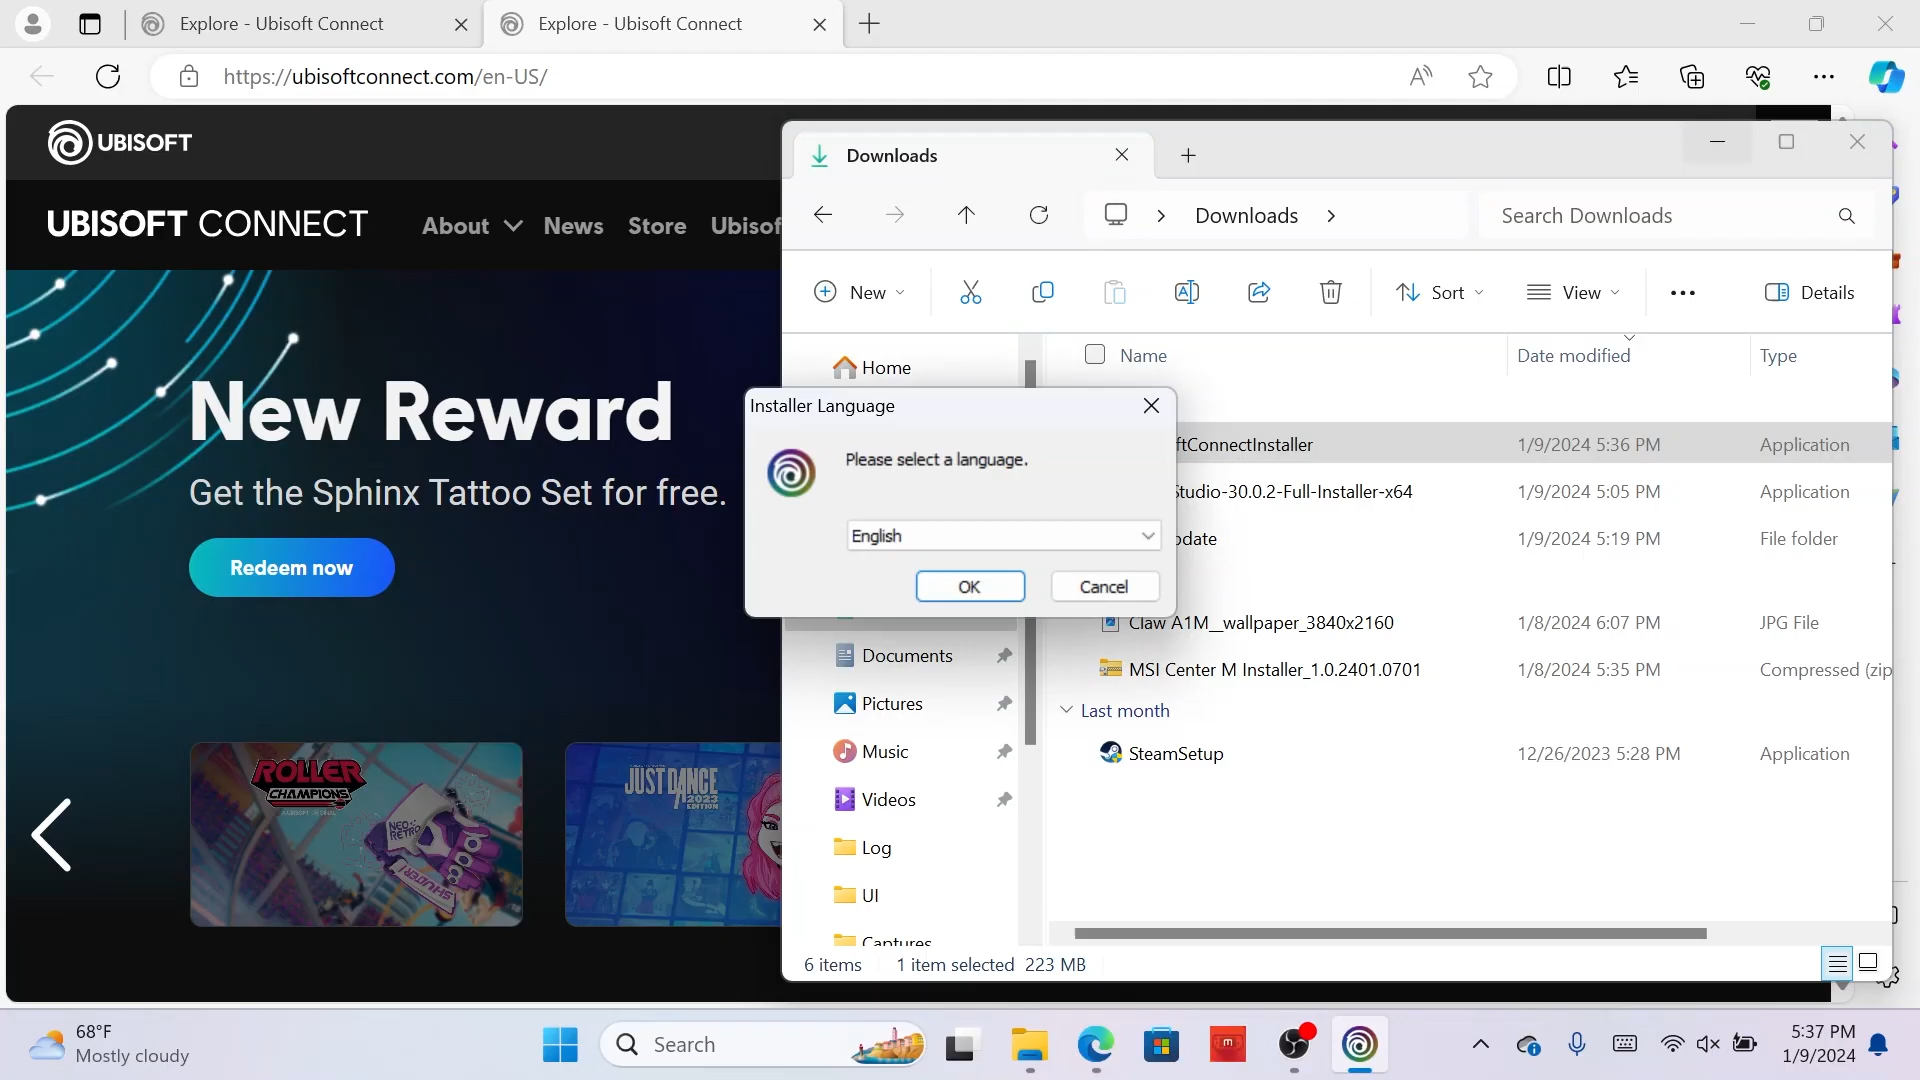 Explore - Ubisoft Connect
Explore - Ubisoft Connect
https://ubisoftconnect.com/en-US/
UBISOFT
UBISOFT CONNECT
About
News
Store
Ubisof
New Reward
Get the Sphinx Tattoo Set for free.
Redeem now
ROLLER
CHAMPIONS
NEO
RETRO
JUST DANCE
2023
EDITION
Downloads
Downloads
Search Downloads
New
Sort
View
Details
Name
Date modified
Type
Home
Documents
Pictures
Music
Videos
Log
UI
Captures
ftConnectInstaller
1/9/2024 5:36 PM
Application
Studio-30.0.2-Full-Installer-x64
1/9/2024 5:05 PM
Application
pdate
1/9/2024 5:19 PM
File folder
Claw A1M__wallpaper_3840x2160
1/8/2024 6:07 PM
JPG File
MSI Center M Installer_1.0.2401.0701
1/8/2024 5:35 PM
Compressed (zip
Last month
SteamSetup
12/26/2023 5:28 PM
Application
6 items
1 item selected 223 MB
Installer Language
Please select a language.
English
OK
Cancel
68°F
Mostly cloudy
Search
5:37 PM
1/9/2024